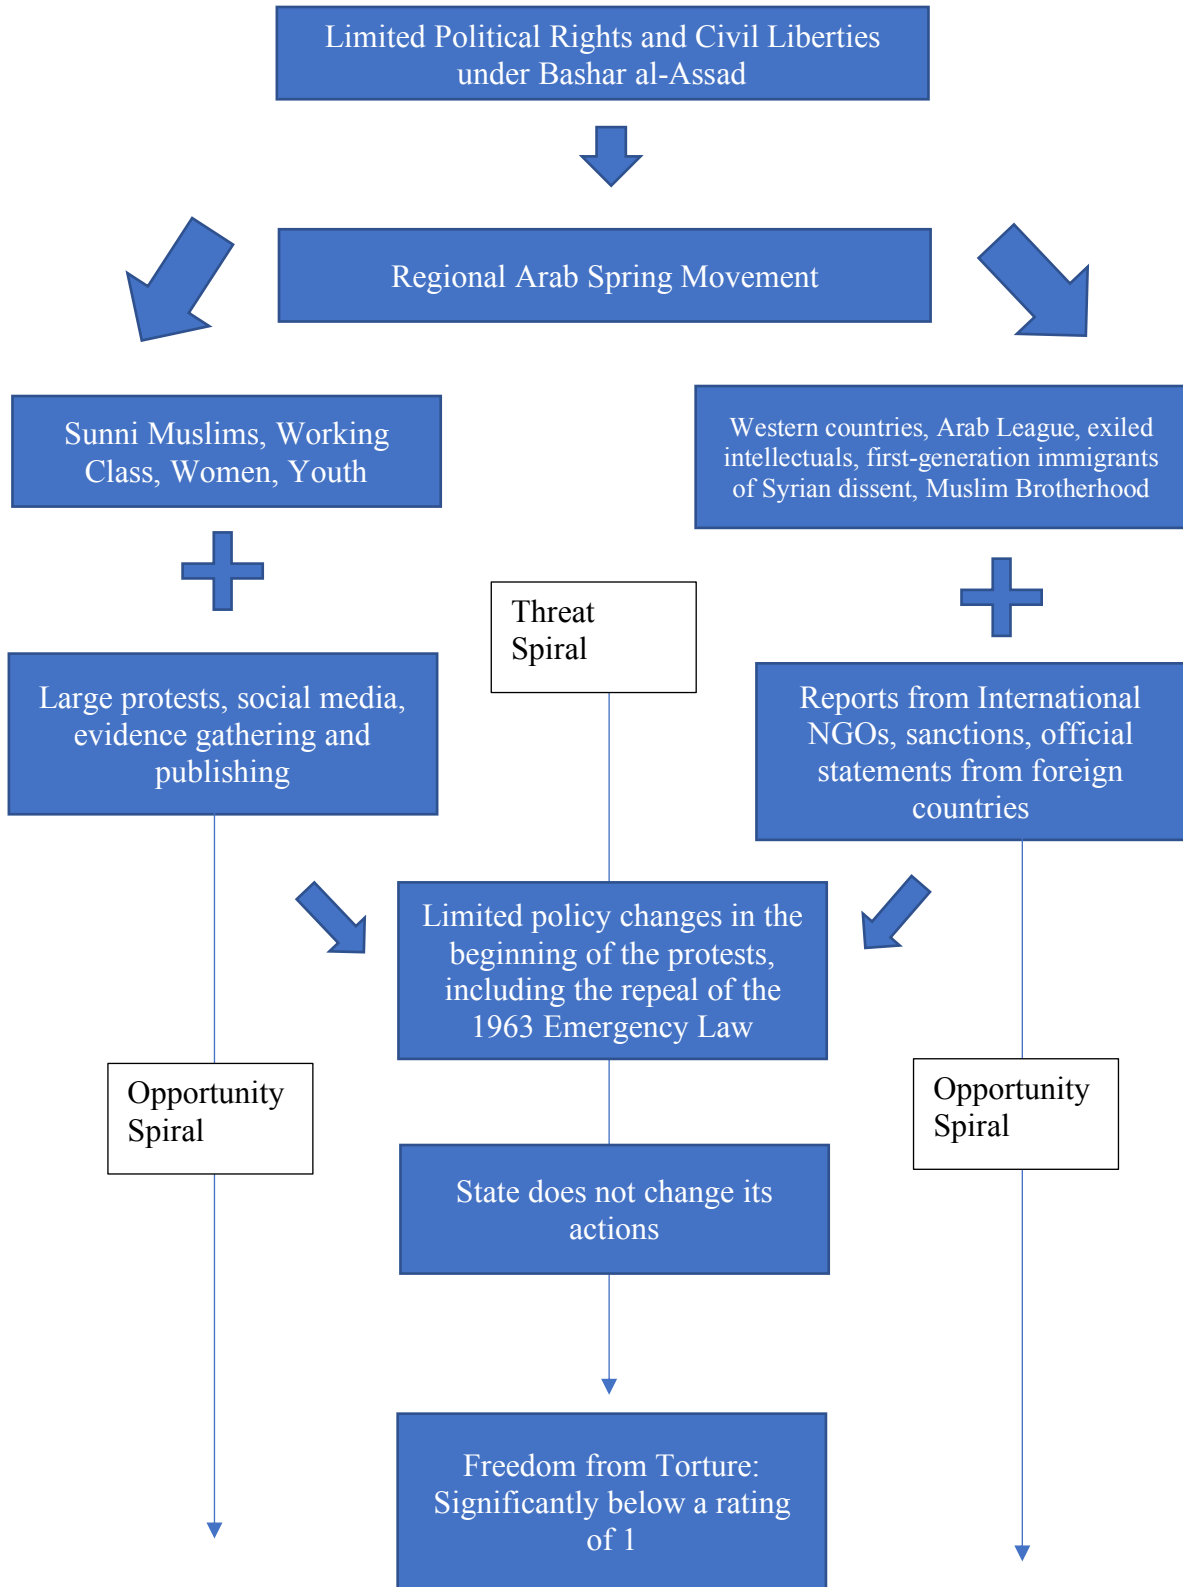 Limited Political Rights and Civil Liberties
under Bashar al-Assad
Regional Arab Spring Movement
Sunni Muslims, Working
Class, Women, Youth
Western countries, Arab League, exiled
intellectuals, first-generation immigrants
of Syrian dissent, Muslim Brotherhood
Threat
Spiral
Large protests, social media,
evidence gathering and
publishing
Reports from International
NGOs, sanctions, official
statements from foreign
countries
Limited policy changes in the
beginning of the protests,
including the repeal of the
1963 Emergency Law
Opportunity
Spiral
Opportunity
Spiral
State does not change its
actions
Freedom from Torture:
Significantly below a rating
of 1